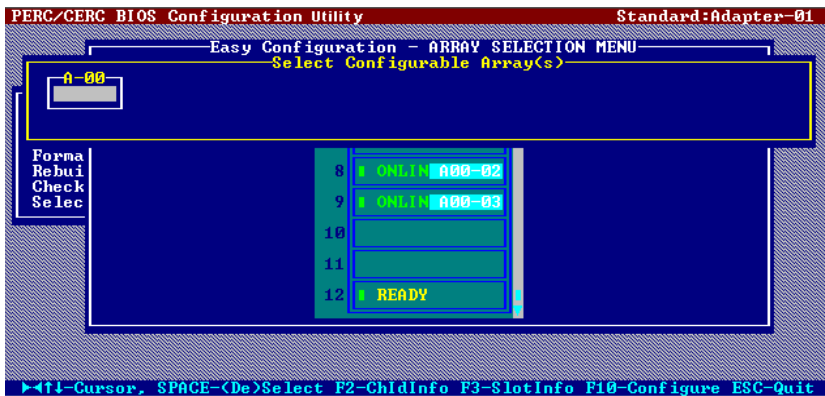 PERC/CERC BIOS Configuration Utility Standard:Adapter-01
Easy Configuration - ARRAY SELECTION MENU
Select Configurable Array(s)
A-00
Forma
Rebui
Check
Selec
8 ONLIN A00-02
9 ONLIN A00-03
10
11
12 READY
►◄↑↓-Cursor, SPACE-(De)Select F2-ChIdInfo F3-SlotInfo F10-Configure ESC-Quit